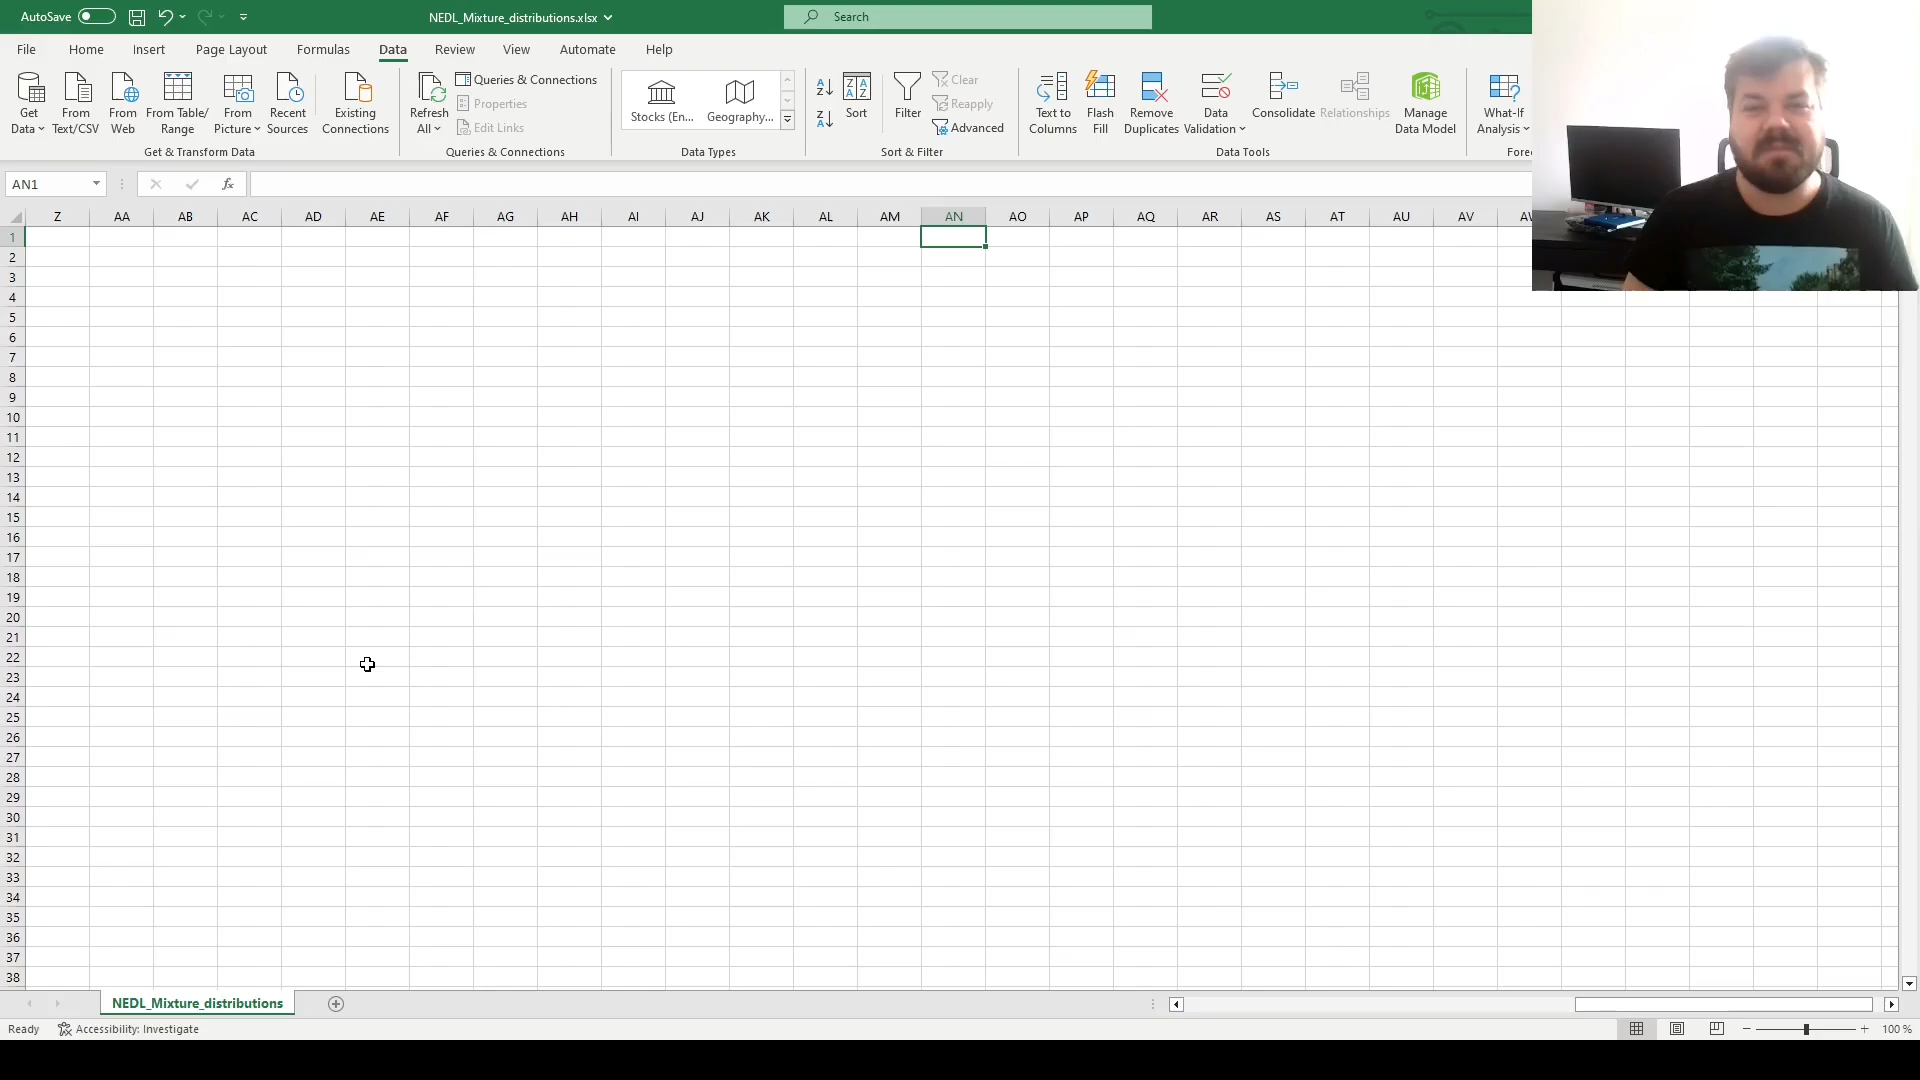 AutoSave NEDL_Mixture_distributions.xlsx Search
File Home Insert Page Layout Formulas Data Review View Automate Help
Get Data From Text/CSV From Web From Table/ Range From Picture Recent Sources Existing Connections
Get & Transform Data
Refresh All Queries & Connections Properties Edit Links
Queries & Connections
Stocks (En... Geography...
Data Types
Sort Filter Clear Reapply Advanced
Sort & Filter
Text to Columns Flash Fill Remove Duplicates Data Validation Consolidate Relationships Manage Data Model
Data Tools
What-If Analysis
Fore
AN1 fx
Z AA AB AC AD AE AF AG AH AI AJ AK AL AM AN AO AP AQ AR AS AT AU AV
1
2
3
4
5
6
7
8
9
10
11
12
13
14
15
16
17
18
19
20
21
22
23
24
25
26
27
28
29
30
31
32
33
34
35
36
37
38
NEDL_Mixture_distributions
Ready Accessibility: Investigate 100 %